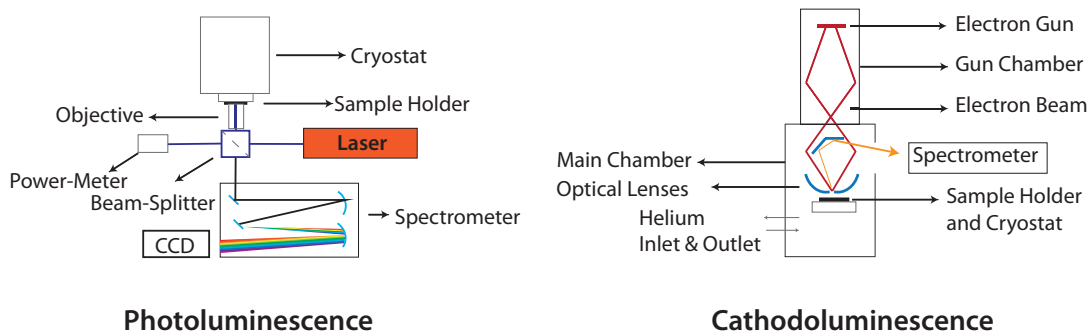 Cryostat
Sample Holder
Objective
Laser
Power-Meter
Beam-Splitter
Spectrometer
CCD
Photoluminescence
Electron Gun
Gun Chamber
Electron Beam
Main Chamber
Spectrometer
Optical Lenses
Sample Holder
and Cryostat
Helium
Inlet & Outlet
Cathodoluminescence